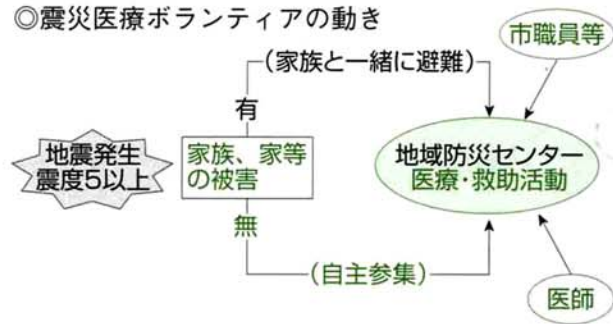 ◎震災医療ボランティアの動き
市職員等
(家族と一緒に避難)
有
地震発生
震度5以上
家族、家等
の被害
地域防災センター
医療・救助活動
無
(自主参集)
医師